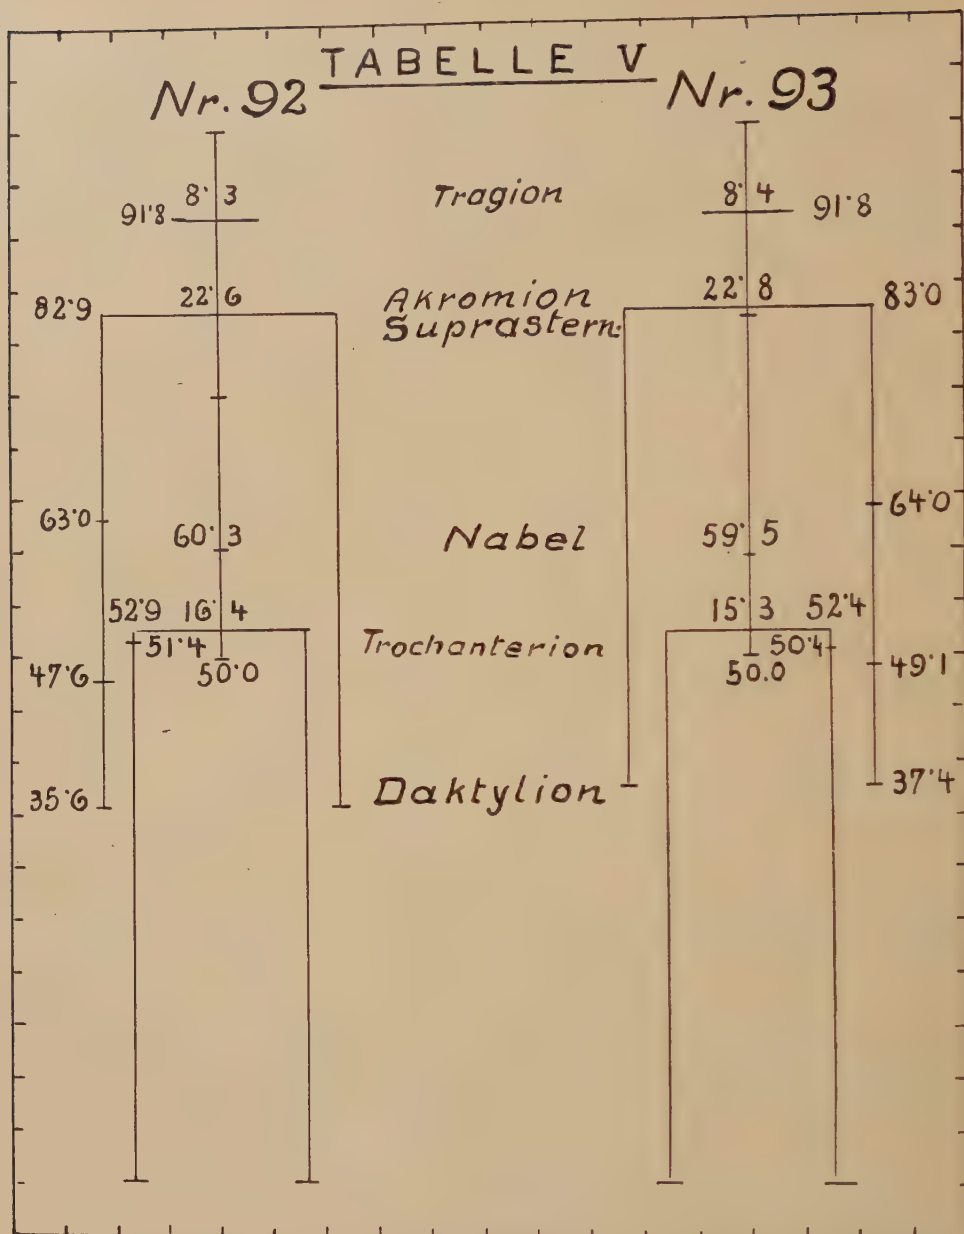 TABELLE V
Nr. 92 Nr. 93
8˙3 Tragion 8˙4
91˙8 91˙8
82˙9 22˙6 Akromion 22˙8 83˙0
Suprastern.
63˙0 64˙0
60˙3 Nabel 59˙5
52˙9 16˙4 15˙3 52˙4
51˙4 Trochanterion 50˙4
47˙6 50˙0 50.0 49˙1
35˙6 Daktylion 37˙4